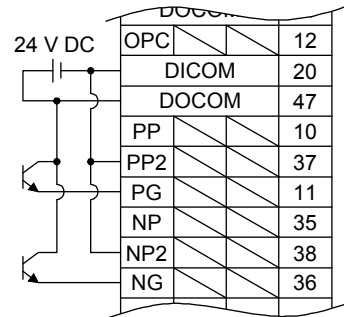 24 V DC
OPC 12
DICOM 20
DOCOM 47
PP 10
PP2 37
PG 11
NP 35
NP2 38
NG 36